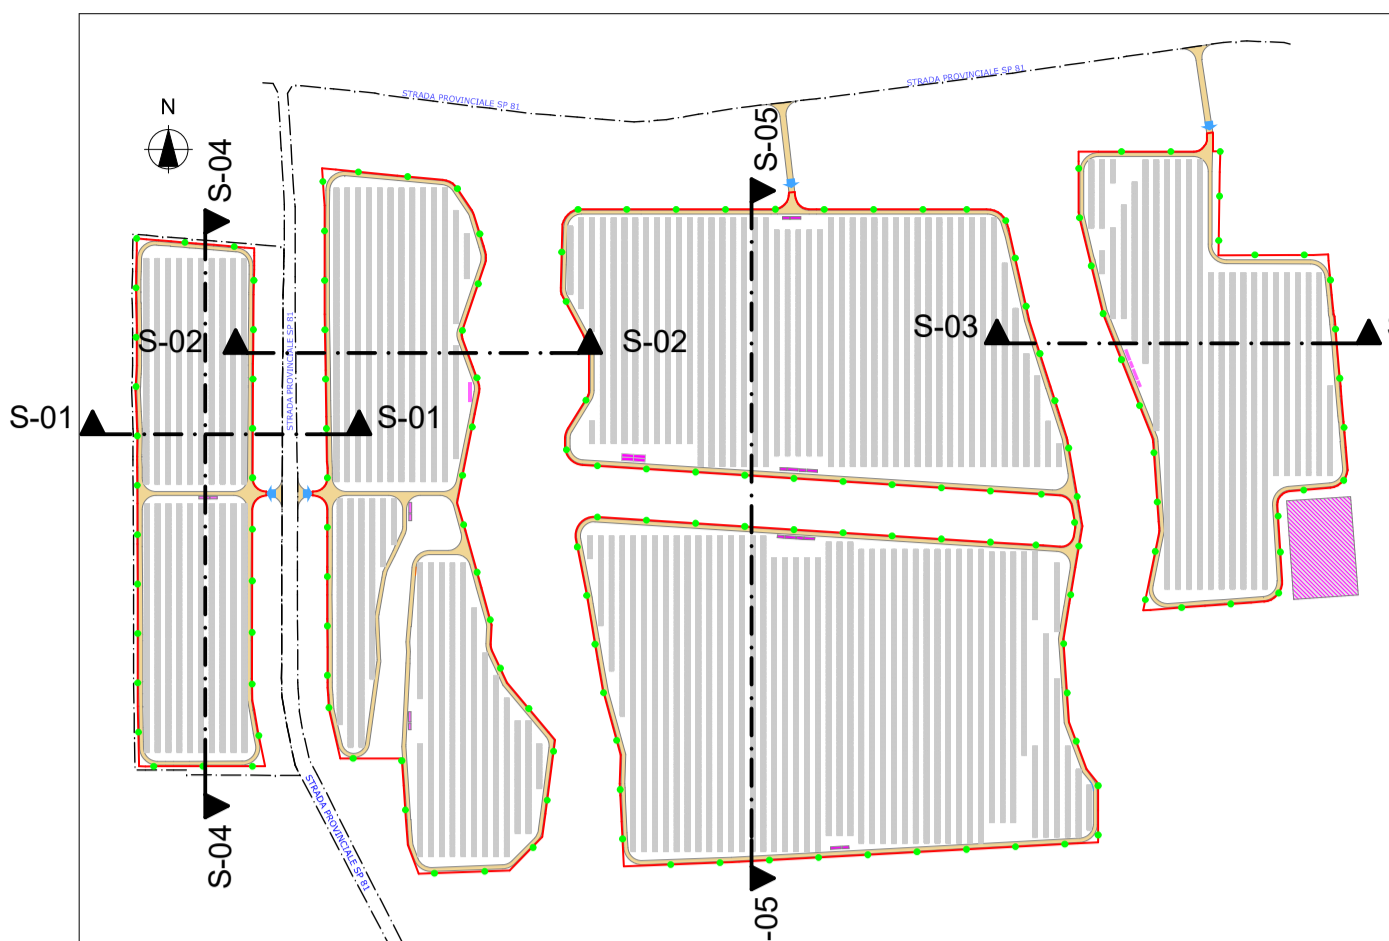 STRADA PROVINCIALE SP 81
STRADA PROVINCIALE SP 81
N
S-04
S-05
S-02
S-02
S-03
S-01
S-01
STRADA PROVINCIALE SP 81
STRADA PROVINCIALE SP 81
S-04
-05